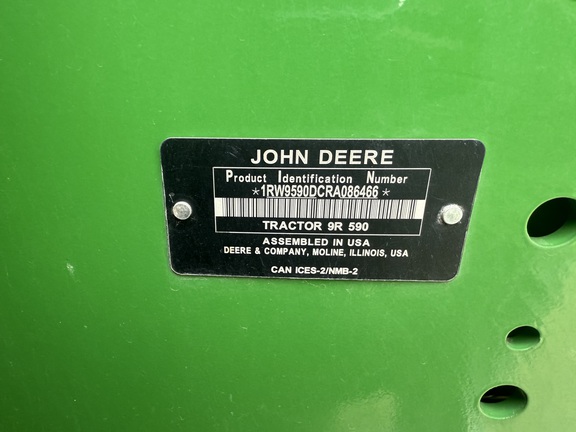 JOHN DEERE
Product Identification Number
*1RW9590DCRA086466*
TRACTOR 9R 590
ASSEMBLED IN USA
DEERE & COMPANY, MOLINE, ILLINOIS, USA
CAN ICES-2/NMB-2